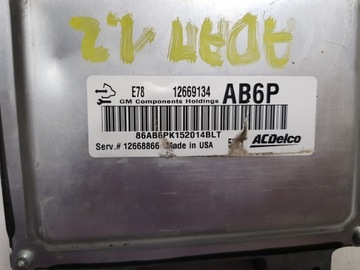 ADAM 1.2
E78 12669134 AB6P
GM Components Holdings
86AB6PK152014BLT
Serv.# 12668866 Made in USA
ACDelco